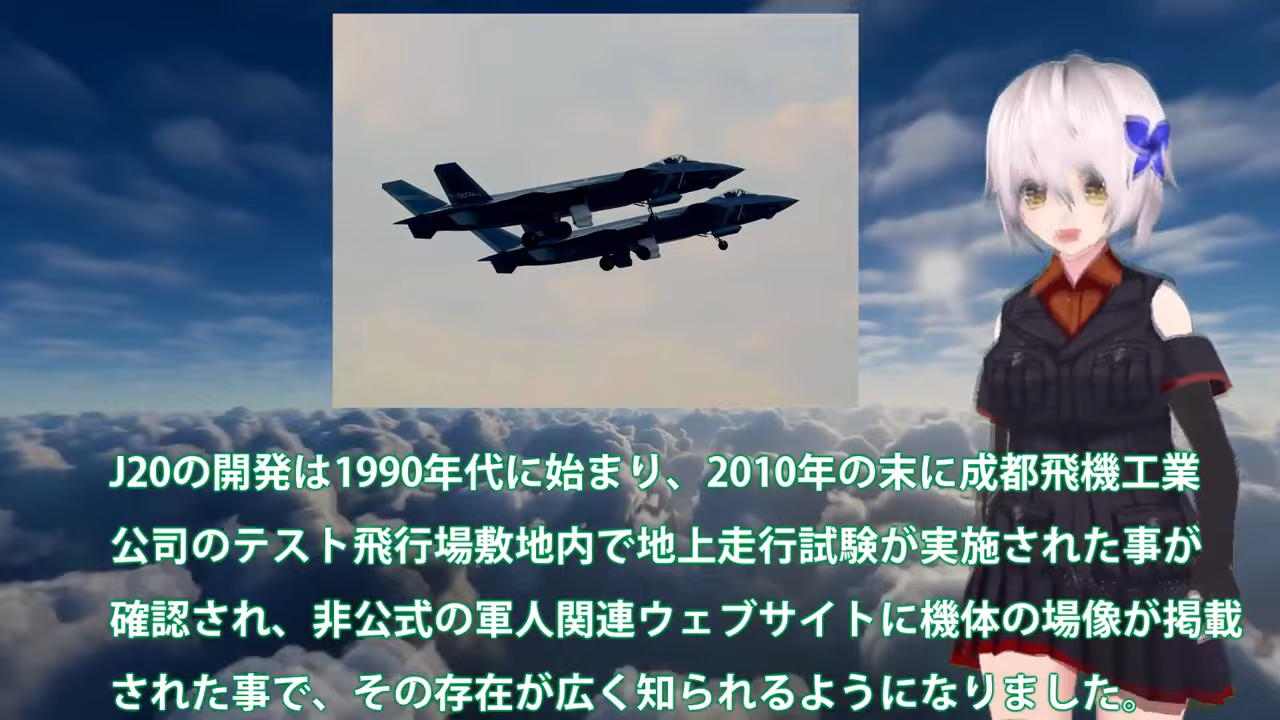 J20の開発は1990年代に始まり、2010年の末に成都飛機工業
公司のテスト飛行場敷地内で地上走行試験が実施された事が
確認され、非公式の軍人関連ウェブサイトに機体の場像が掲載
された事で、その存在が広く知られるようになりました。